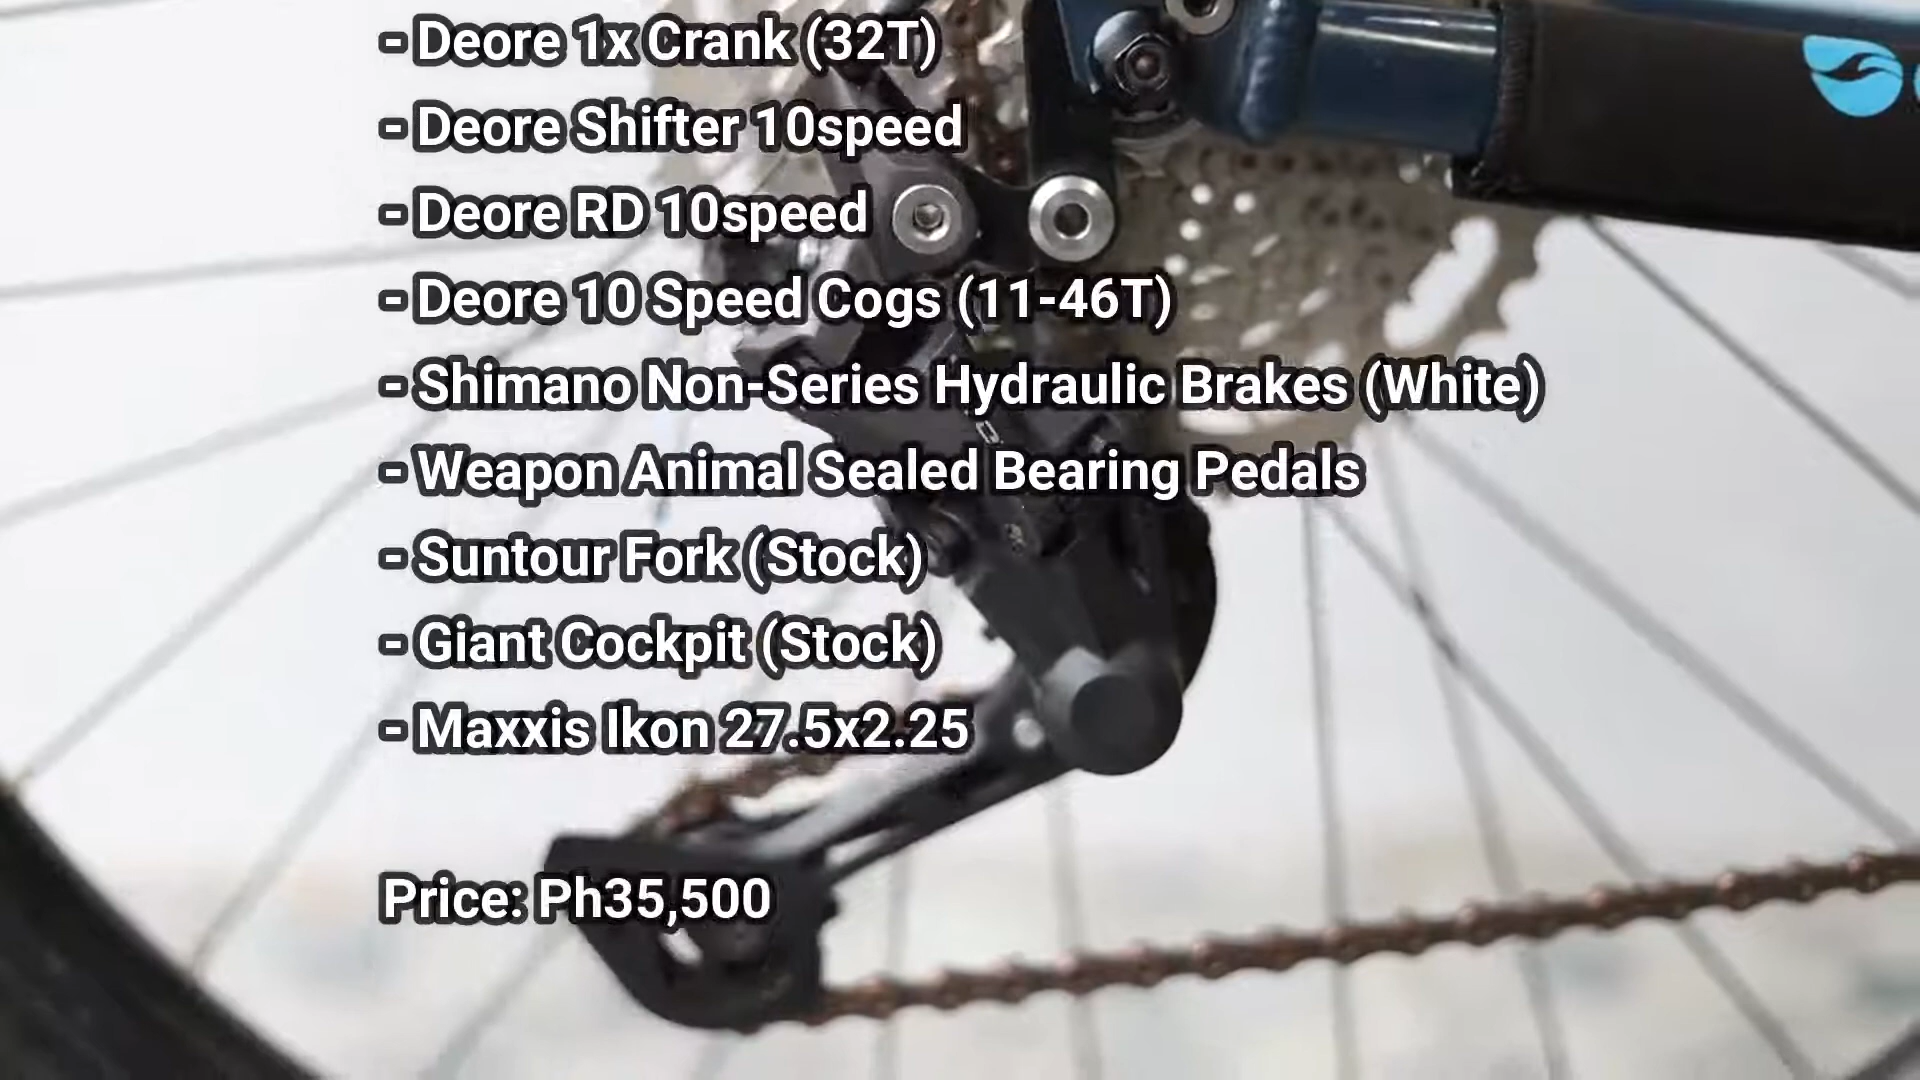 - Deore 1x Crank (32T)
- Deore Shifter 10speed
- Deore RD 10speed
- Deore 10 Speed Cogs (11-46T)
- Shimano Non-Series Hydraulic Brakes (White)
- Weapon Animal Sealed Bearing Pedals
- Suntour Fork (Stock)
- Giant Cockpit (Stock)
- Maxxis Ikon 27.5x2.25
Price: Ph35,500